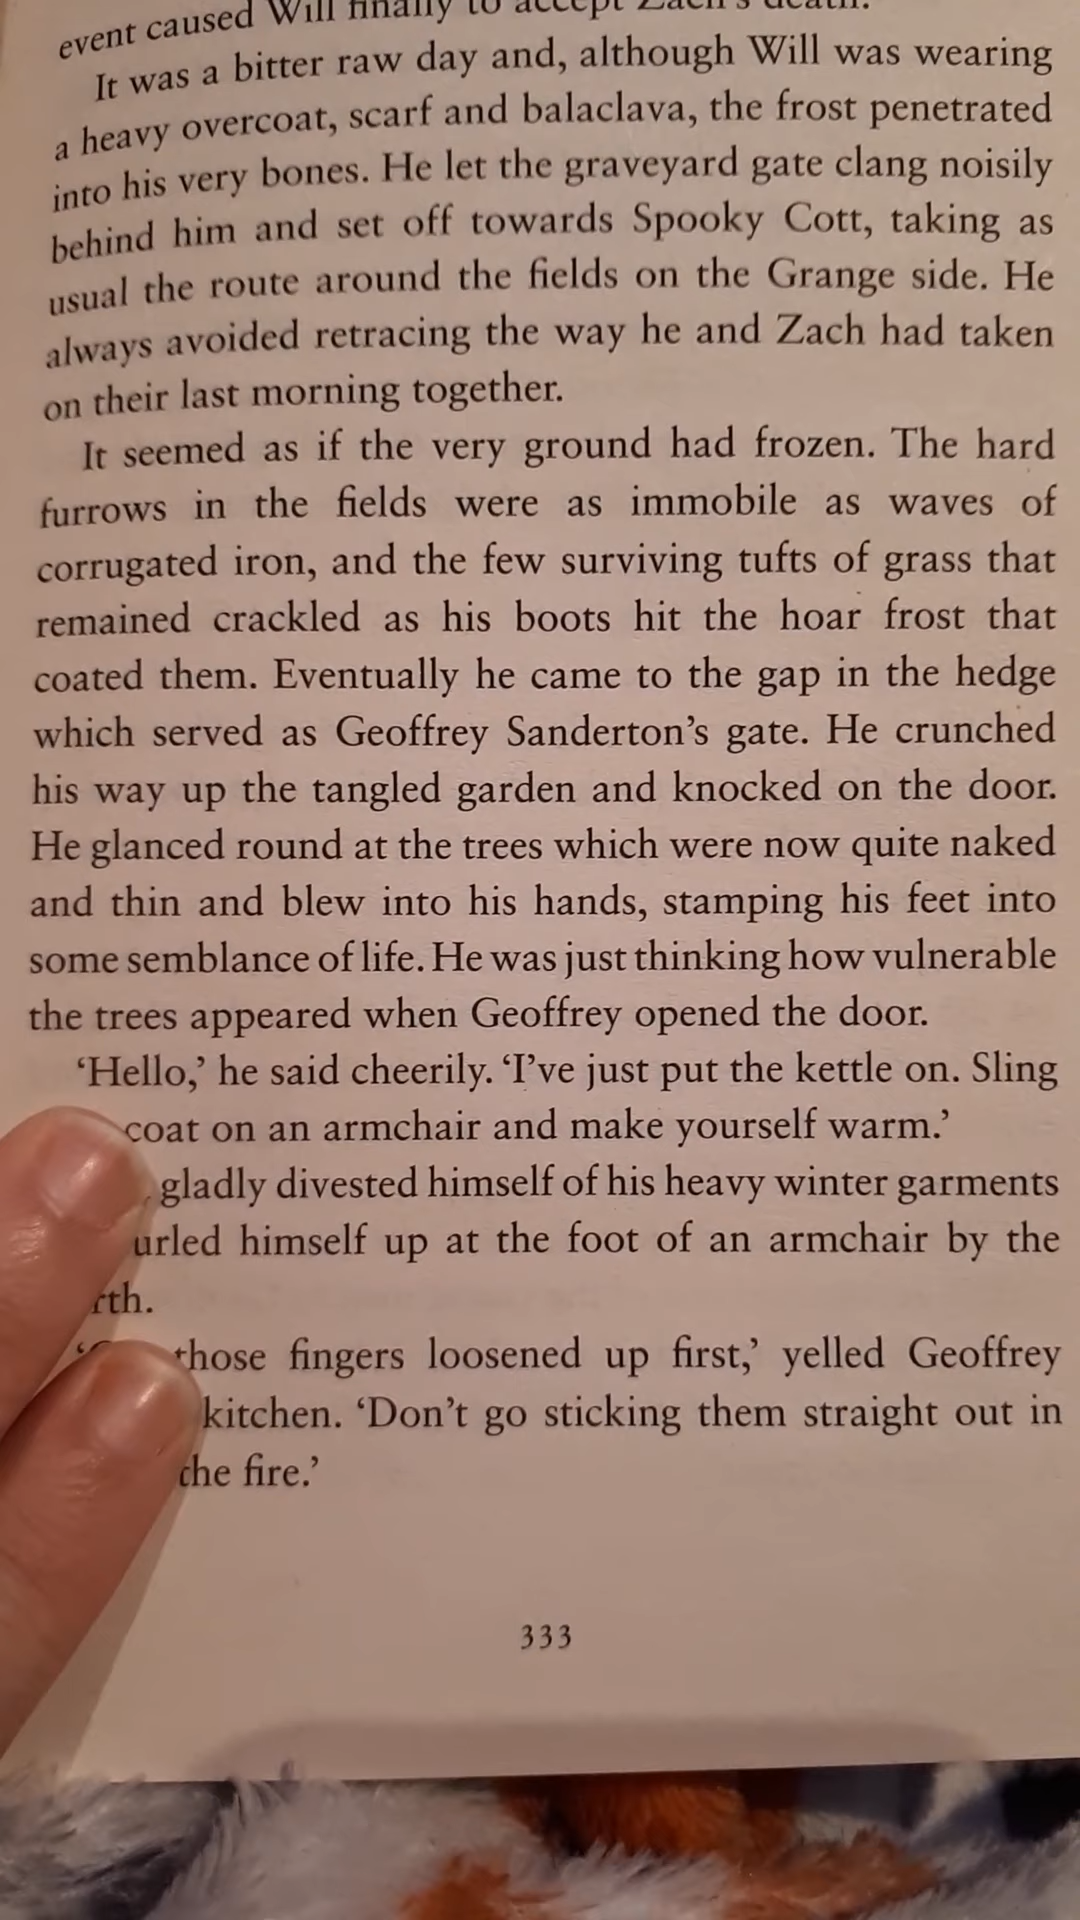 event caused Will finally to accept Zach's death.
It was a bitter raw day and, although Will was wearing
a heavy overcoat, scarf and balaclava, the frost penetrated
into his very bones. He let the graveyard gate clang noisily
behind him and set off towards Spooky Cott, taking as
usual the route around the fields on the Grange side. He
always avoided retracing the way he and Zach had taken
on their last morning together.
It seemed as if the very ground had frozen. The hard
furrows in the fields were as immobile as waves of
corrugated iron, and the few surviving tufts of grass that
remained crackled as his boots hit the hoar frost that
coated them. Eventually he came to the gap in the hedge
which served as Geoffrey Sanderton's gate. He crunched
his way up the tangled garden and knocked on the door.
He glanced round at the trees which were now quite naked
and thin and blew into his hands, stamping his feet into
some semblance of life. He was just thinking how vulnerable
the trees appeared when Geoffrey opened the door.
‘Hello,’ he said cheerily. ‘I’ve just put the kettle on. Sling
coat on an armchair and make yourself warm.’
gladly divested himself of his heavy winter garments
urled himself up at the foot of an armchair by the
rth.
those fingers loosened up first,’ yelled Geoffrey
kitchen. ‘Don’t go sticking them straight out in
the fire.’
333